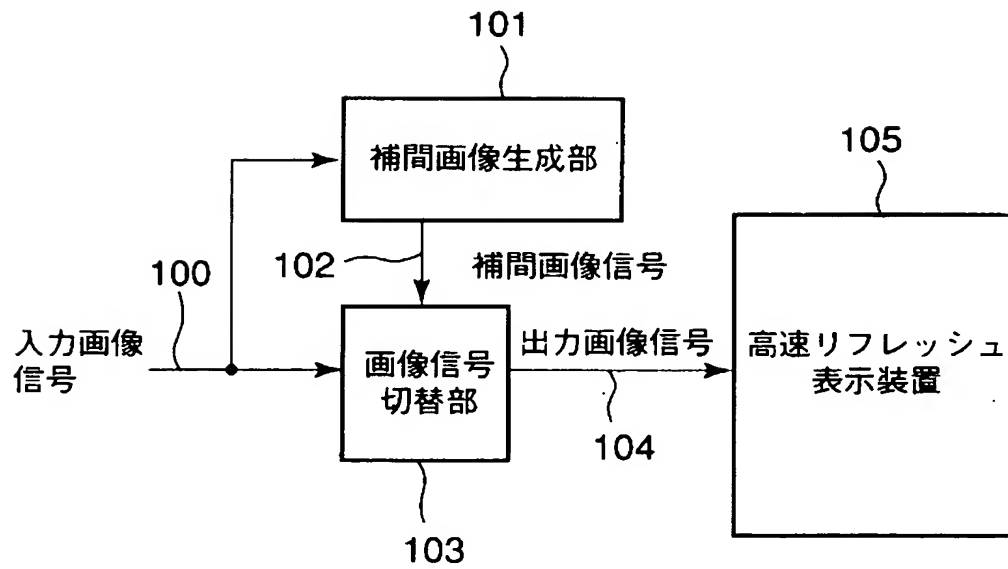 101
補間画像生成部
105
102
補間画像信号
100
入力画像
信号
画像信号
切替部
出力画像信号
高速リフレッシュ
表示装置
104
103